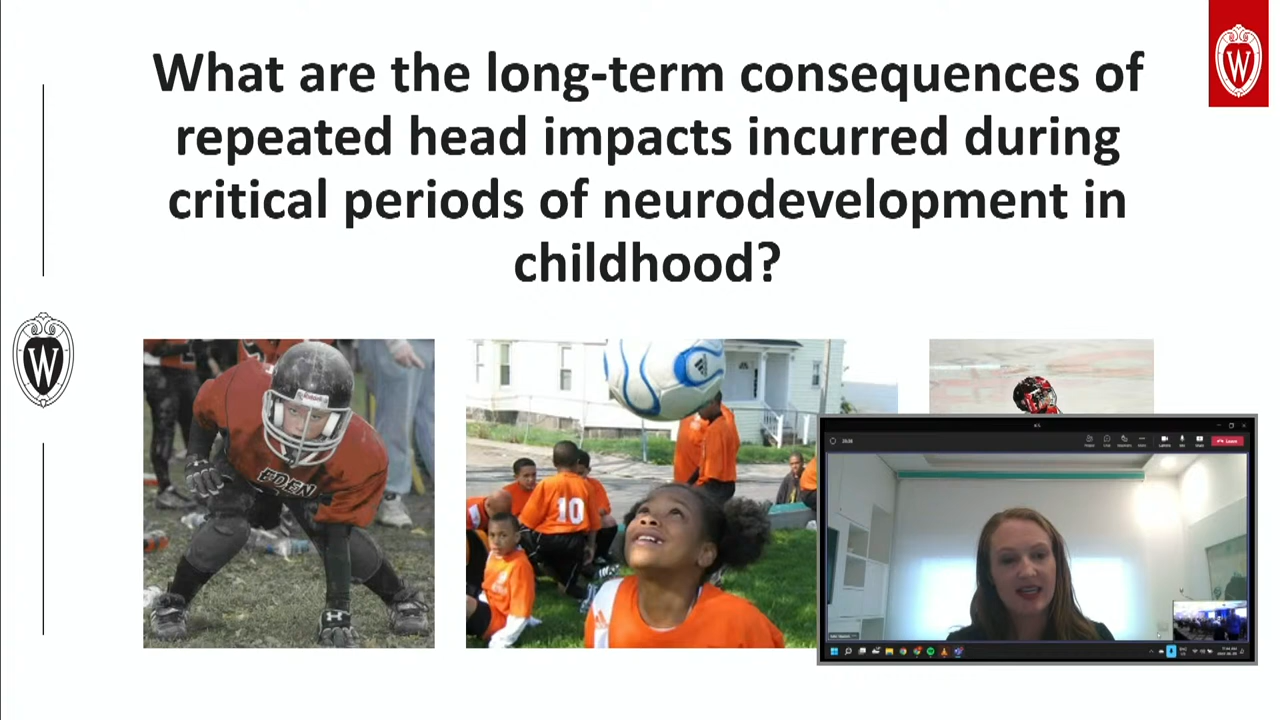 What are the long-term consequences of
repeated head impacts incurred during
critical periods of neurodevelopment in
childhood?
W
W
EDEN
10
Leave